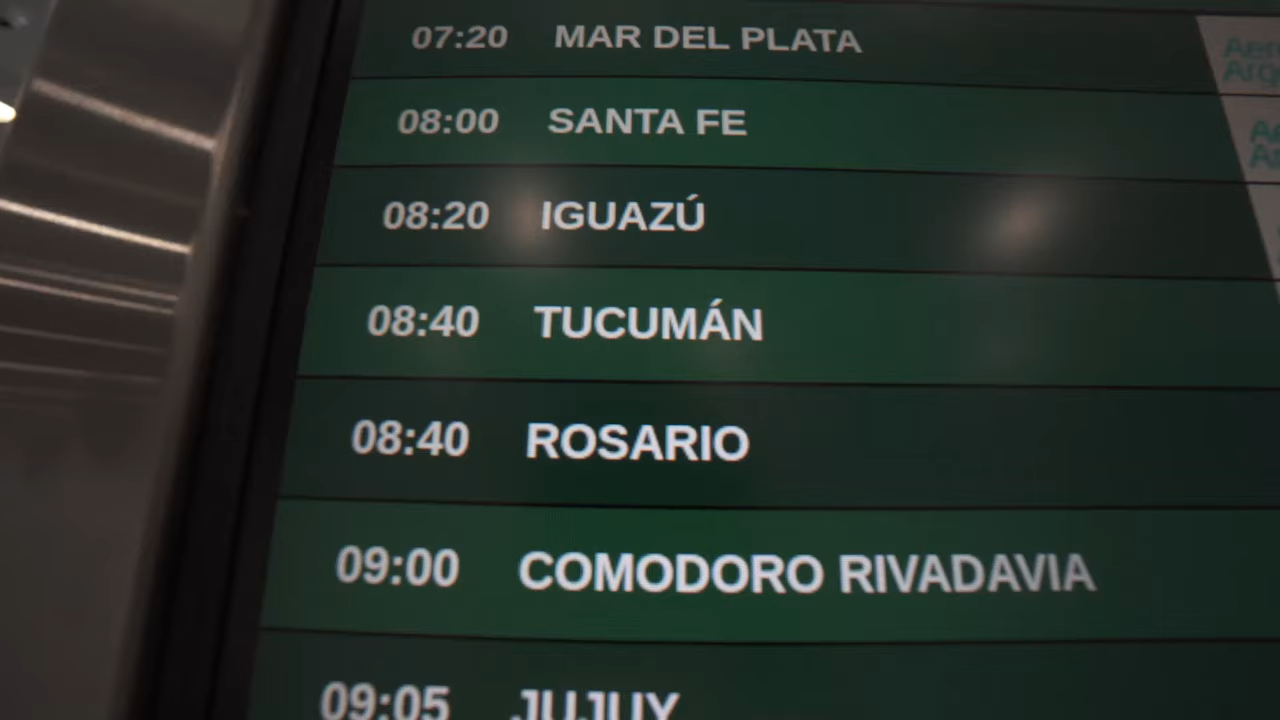 07:20 MAR DEL PLATA
08:00 SANTA FE
08:20 IGUAZÚ
08:40 TUCUMÁN
08:40 ROSARIO
09:00 COMODORO RIVADAVIA
09:05 JUJUY